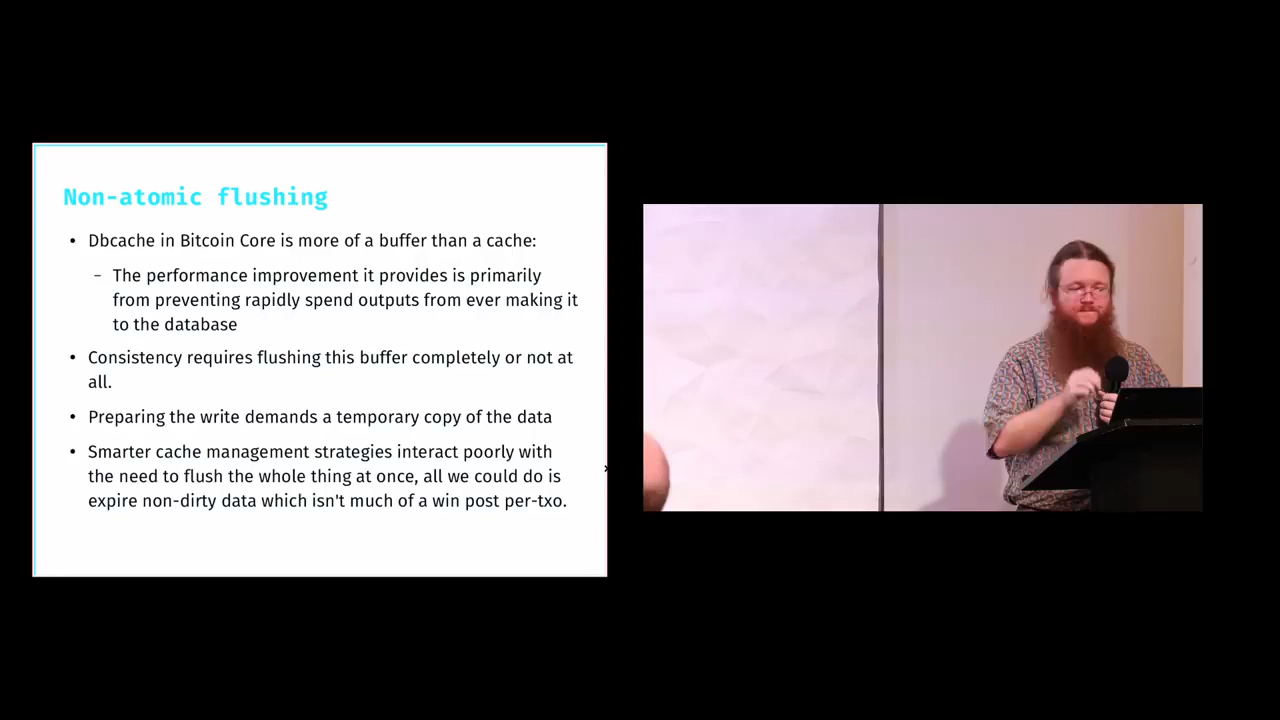 Non-atomic flushing
• Dbcache in Bitcoin Core is more of a buffer than a cache:
– The performance improvement it provides is primarily
from preventing rapidly spend outputs from ever making it
to the database
• Consistency requires flushing this buffer completely or not at
all.
• Preparing the write demands a temporary copy of the data
• Smarter cache management strategies interact poorly with
the need to flush the whole thing at once, all we could do is
expire non-dirty data which isn't much of a win post per-txo.